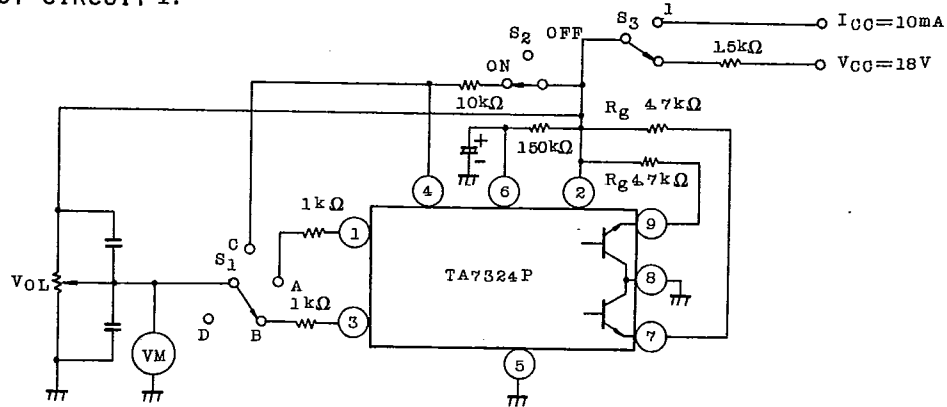 CIRCUIT 1.
S3
1
ICC=10mA
S2
OFF
ON
1.5kΩ
VCC=18V
10kΩ
Rg 4.7kΩ
150kΩ
+
-
Rg 4.7kΩ
4
6
2
1kΩ
1
9
C
S1
A
TA7324P
8
VOL
1kΩ
3
D
B
7
VM
5